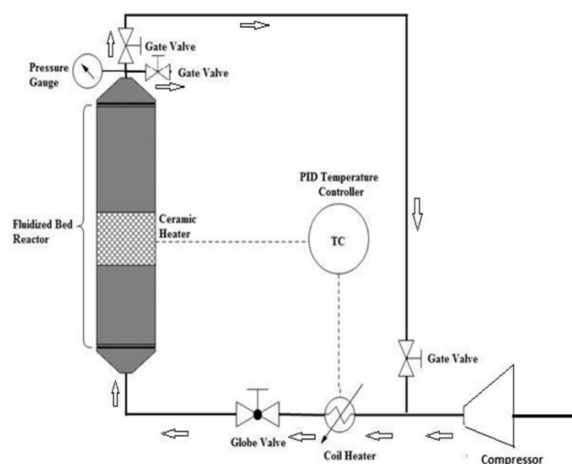 Gate Valve
Pressure
Gauge
Gate Valve
PID Temperature
Controller
Fluidized Bed
Reactor
Ceramic
Heater
TC
Gate Valve
Globe Valve
Coil Heater
Compressor